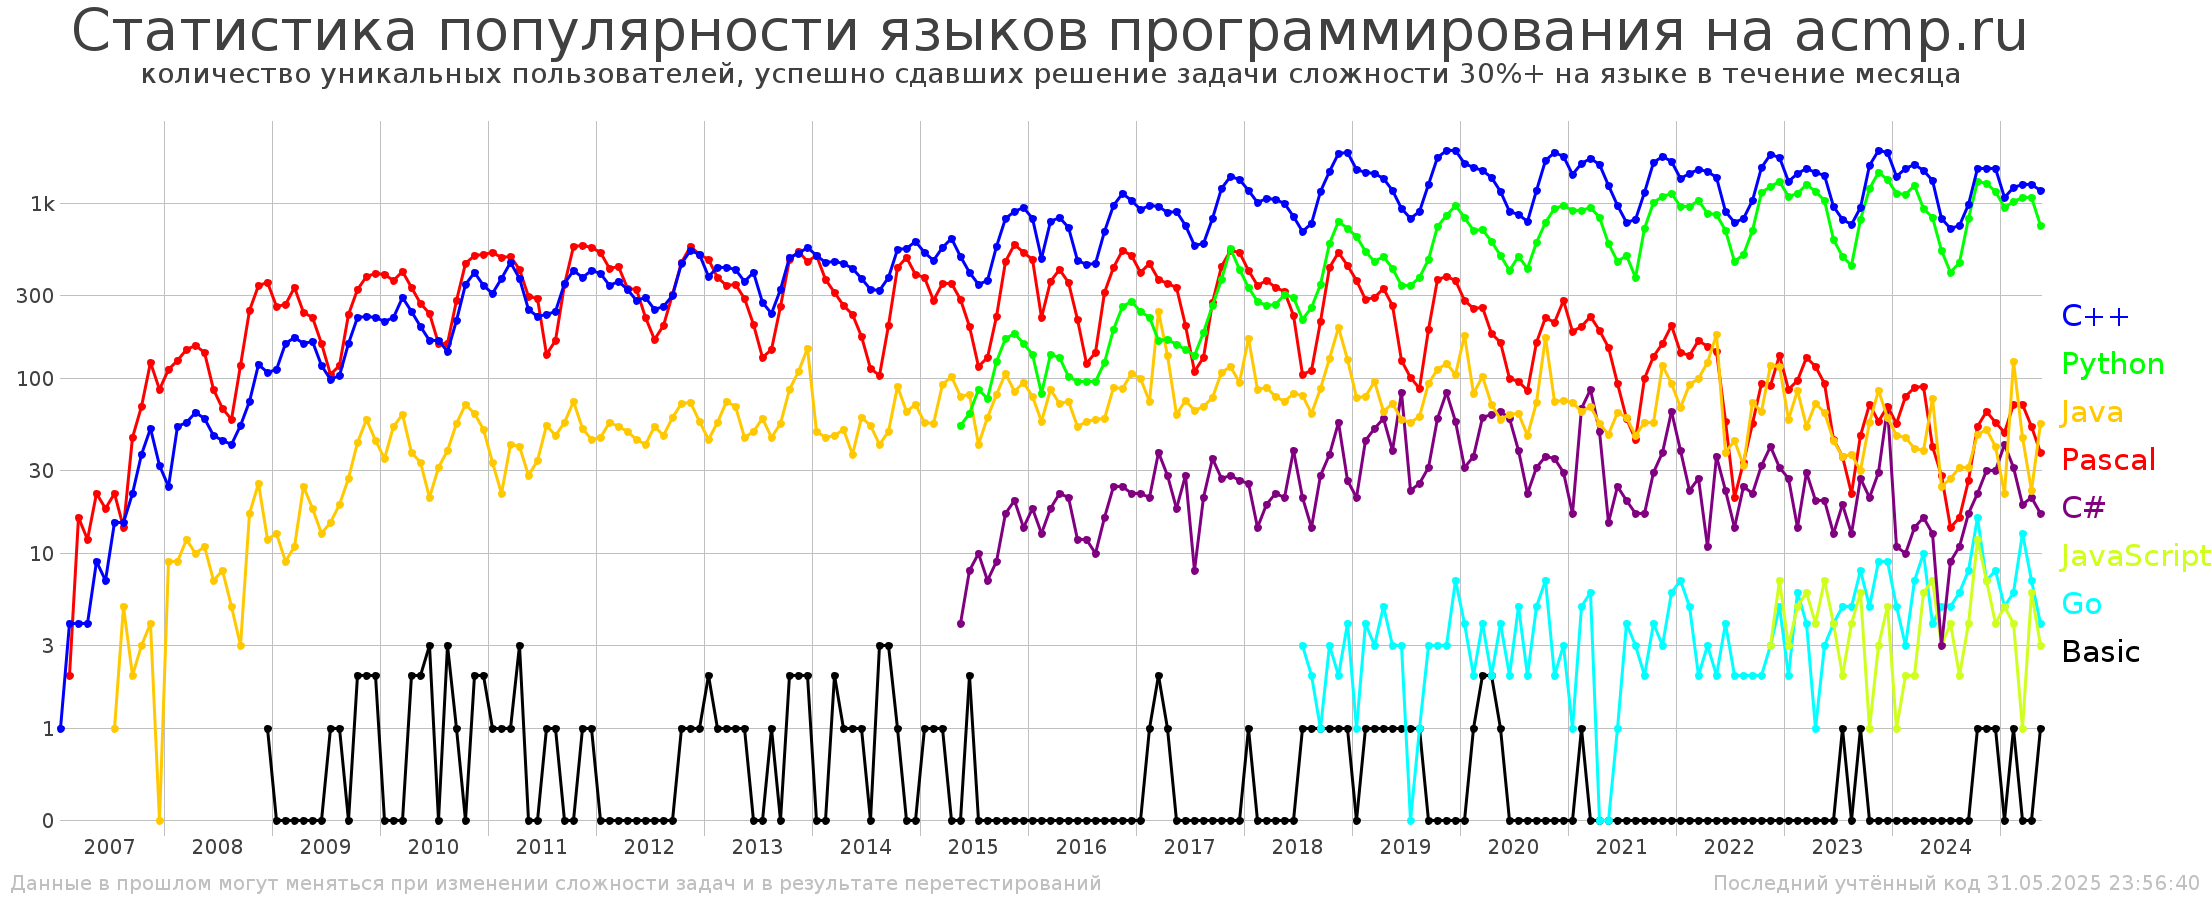 Статистика популярности языков программирования на acmp.ru
количество уникальных пользователей, успешно сдавших решение задачи сложности 30%+ на языке в течение месяца
1k
300
100
30
10
3
1
0
C++
Python
Java
Pascal
C#
JavaScript
Go
Basic
2007 2008 2009 2010 2011 2012 2013 2014 2015 2016 2017 2018 2019 2020 2021 2022 2023 2024
Данные в прошлом могут меняться при изменении сложности задач и в результате перетестирований
Последний учтённый код 31.05.2025 23:56:40